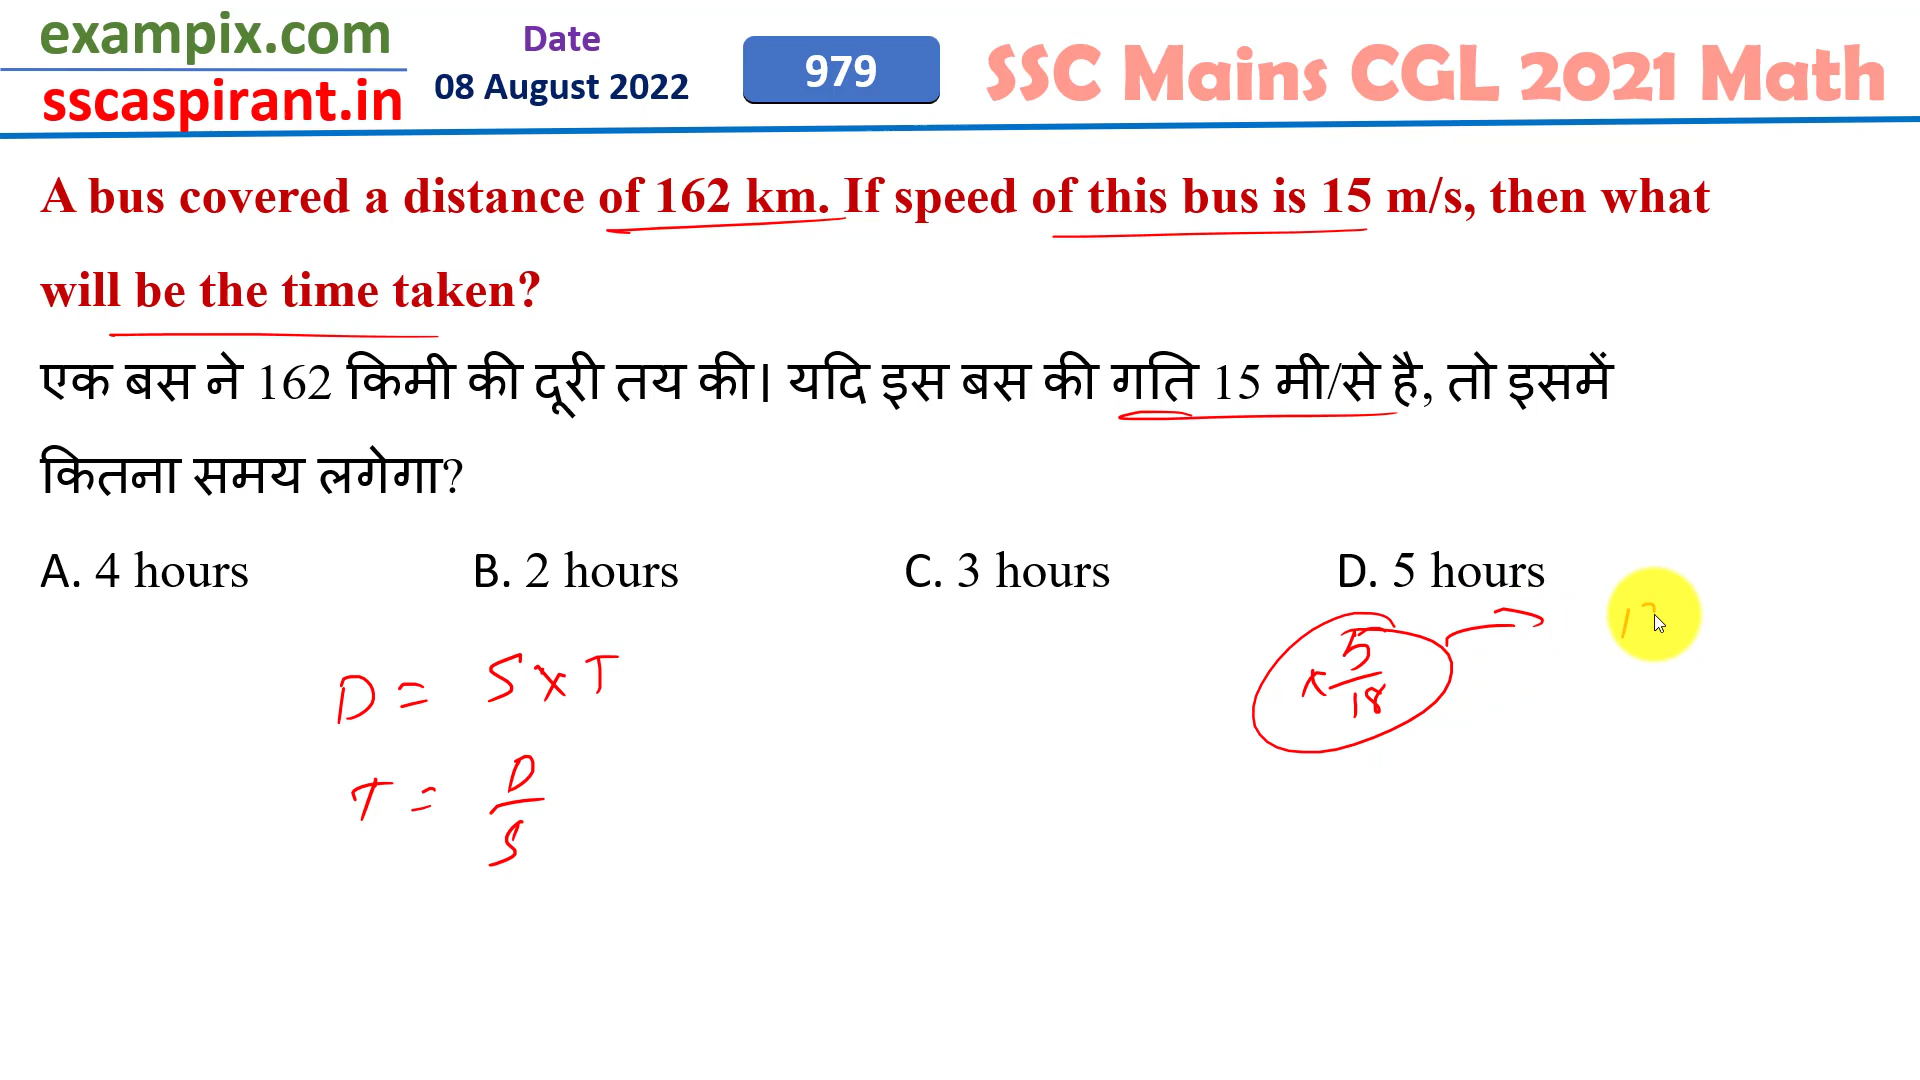 exampix.com
sscaspirant.in
Date
08 August 2022
979
SSC Mains CGL 2021 Math
A bus covered a distance of 162 km. If speed of this bus is 15 m/s, then what
will be the time taken?
एक बस ने 162 किमी की दूरी तय की। यदि इस बस की गति 15 मी/से है, तो इसमें
कितना समय लगेगा?
A. 4 hours B. 2 hours C. 3 hours D. 5 hours
D = S x T
T = D/S
x 5/18